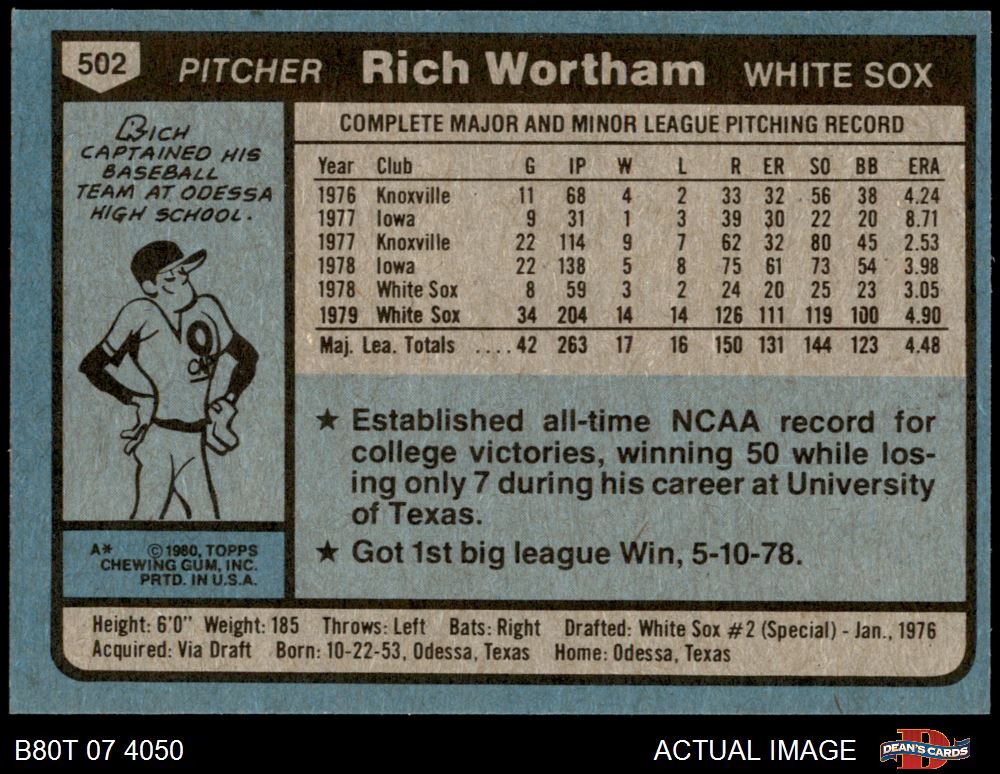 502 PITCHER Rich Wortham WHITE SOX
RICH
CAPTAINED HIS
BASEBALL
TEAM AT ODESSA
HIGH SCHOOL.
A* © 1980, TOPPS
CHEWING GUM, INC.
PRTD. IN U.S.A.
COMPLETE MAJOR AND MINOR LEAGUE PITCHING RECORD
Year Club G IP W L R ER SO BB ERA
1976 Knoxville 11 68 4 2 33 32 56 38 4.24
1977 Iowa 9 31 1 3 39 30 22 20 8.71
1977 Knoxville 22 114 9 7 62 32 80 45 2.53
1978 Iowa 22 138 5 8 75 61 73 54 3.98
1978 White Sox 8 59 3 2 24 20 25 23 3.05
1979 White Sox 34 204 14 14 126 111 119 100 4.90
Maj. Lea. Totals ....42 263 17 16 150 131 144 123 4.48
★ Established all-time NCAA record for
college victories, winning 50 while los-
ing only 7 during his career at University
of Texas.
★ Got 1st big league Win, 5-10-78.
Height: 6'0" Weight: 185 Throws: Left Bats: Right Drafted: White Sox #2 (Special) - Jan., 1976
Acquired: Via Draft Born: 10-22-53, Odessa, Texas Home: Odessa, Texas
B80T 07 4050 ACTUAL IMAGE DEAN'S CARDS